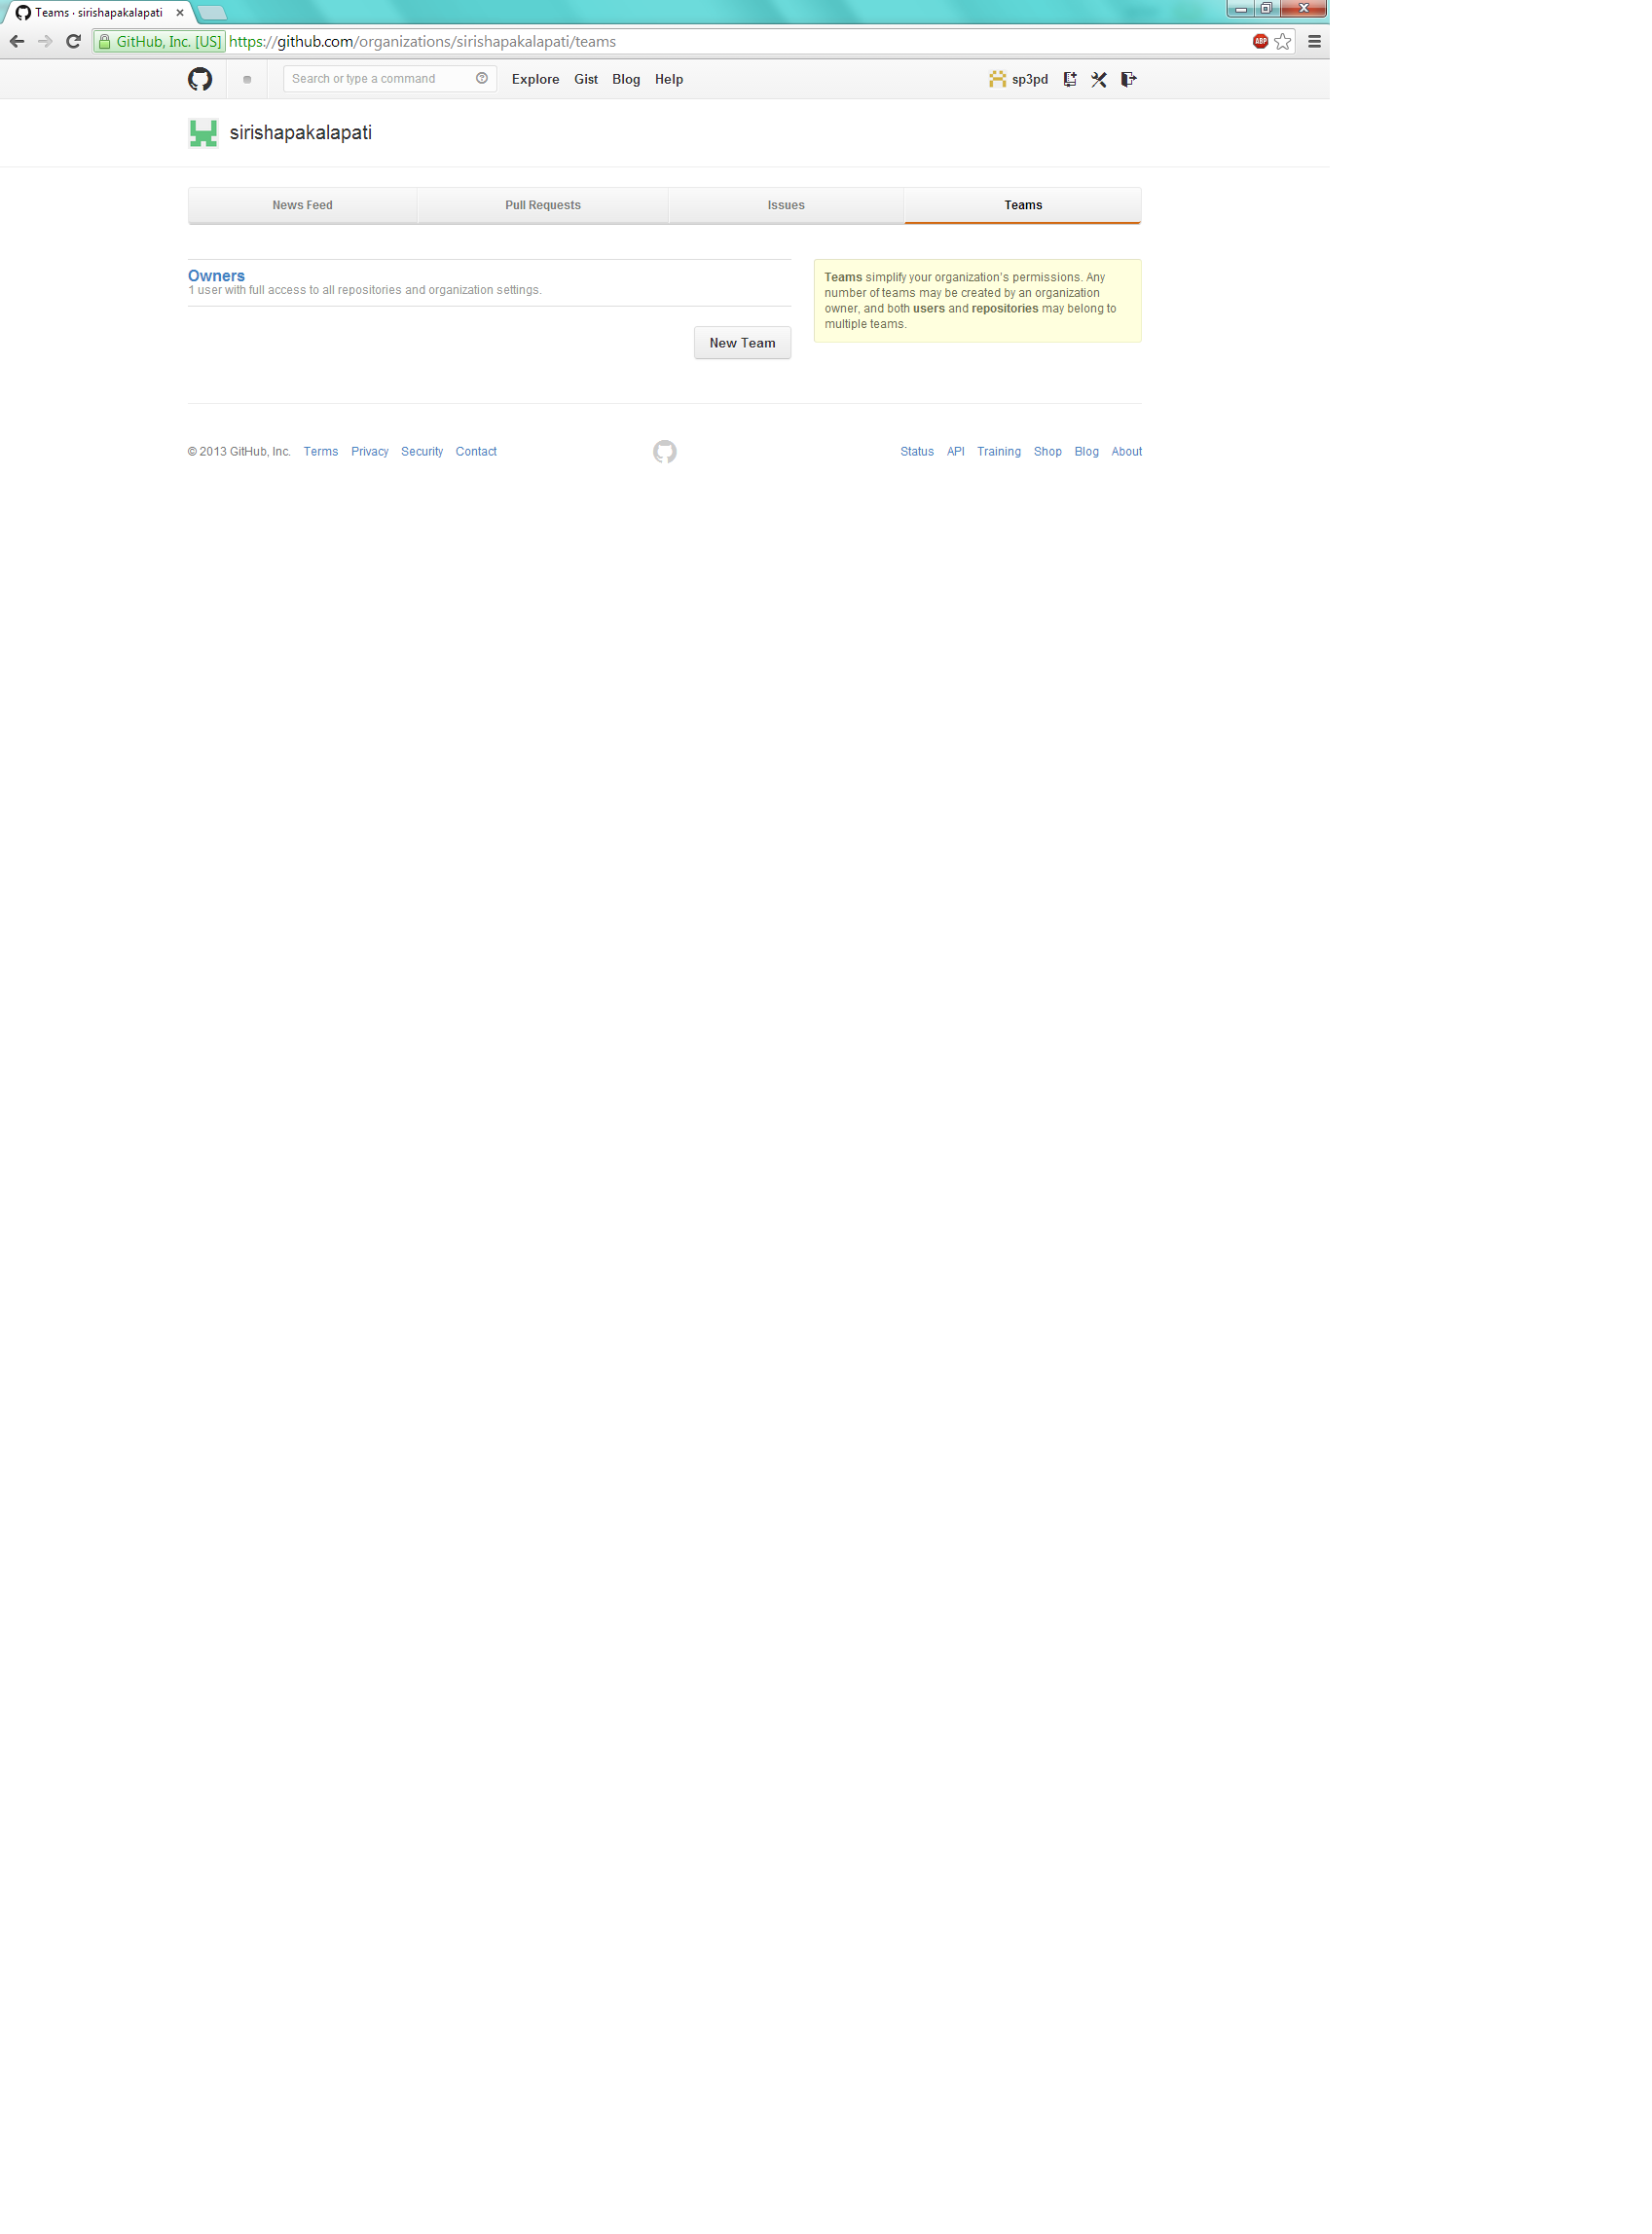 Teams · sirishapakalapati
GitHub, Inc. [US] https://github.com/organizations/sirishapakalapati/teams
ABP
Search or type a command
Explore Gist Blog Help
sp3pd
sirishapakalapati
News Feed Pull Requests Issues Teams
Owners
1 user with full access to all repositories and organization settings.
New Team
Teams simplify your organization's permissions. Any
number of teams may be created by an organization
owner, and both users and repositories may belong to
multiple teams.
© 2013 GitHub, Inc. Terms Privacy Security Contact
Status API Training Shop Blog About